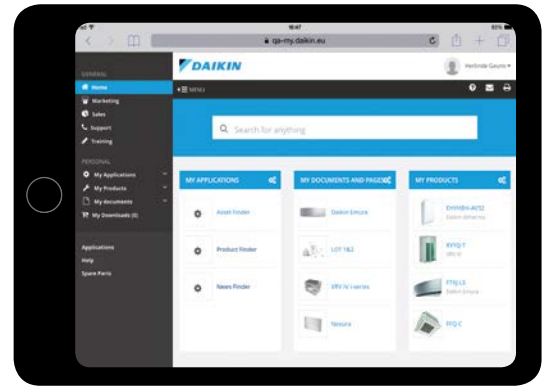 16:47
qa-my.daikin.eu
DAIKIN
GENERAL
Home
Marketing
Sales
Support
Training
PERSONAL
My Applications
My Products
My documents
My Downloads (0)
Applications
Help
Spare Parts
MENU
Search for anything
MY APPLICATIONS
Asset Finder
Product Finder
News Finder
MY DOCUMENTS AND PAGES
Daikin Emura
LOT 1&2
VRV IV i-series
Nexura
MY PRODUCTS
Daikin Altherma
RYYQ-T
VRV IV
FTXJ-LS
Daikin Emura
FFQ-C